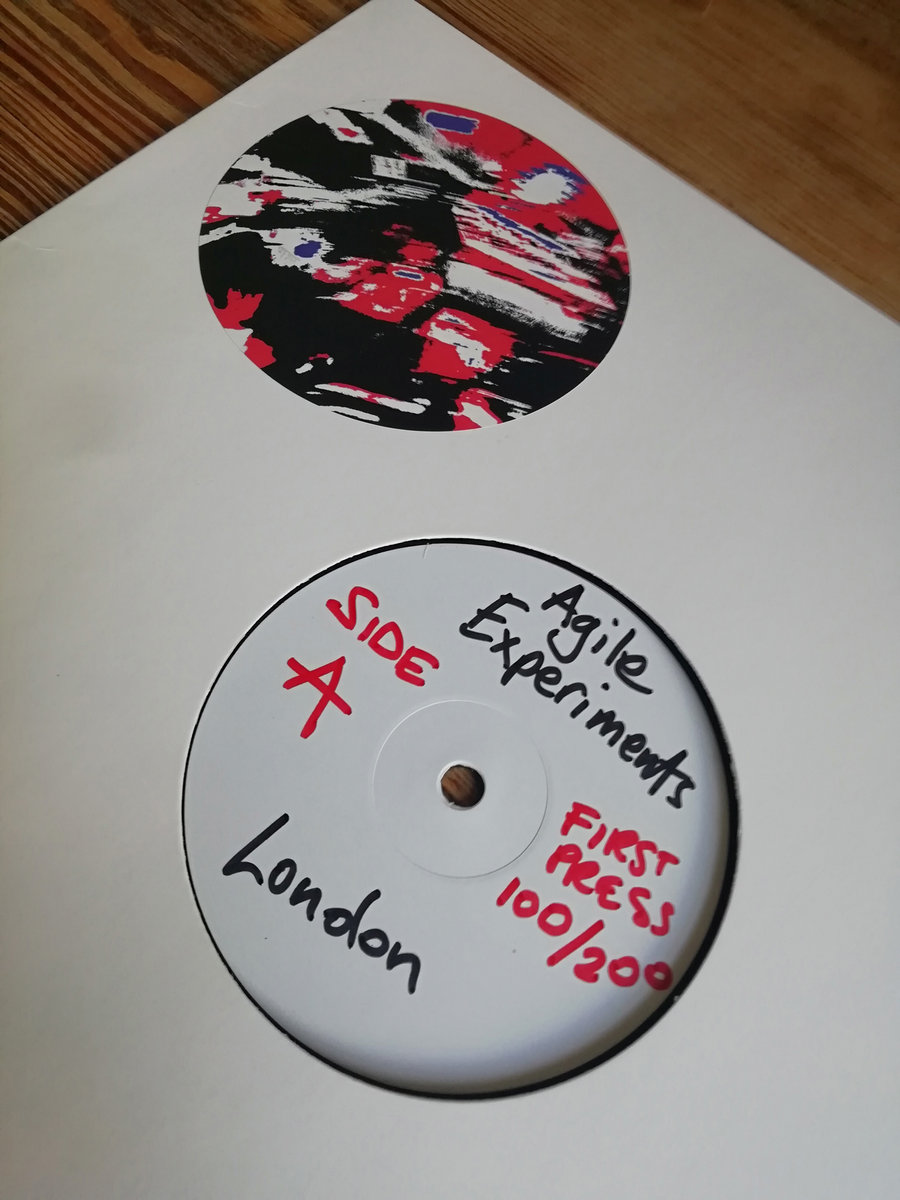 SIDE
A
Agile
Experiments
FIRST
PRESS
100/200
London